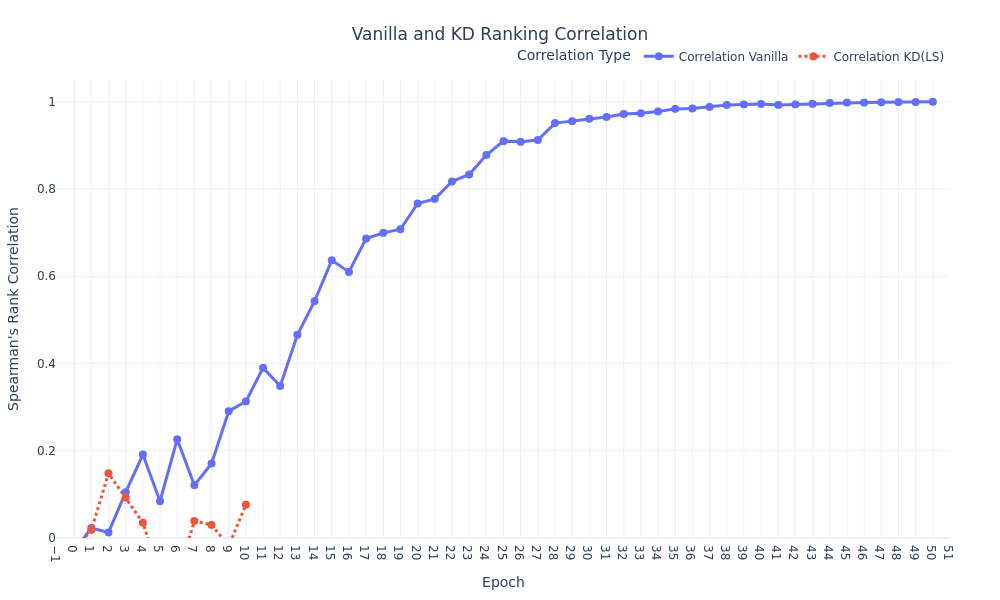 Vanilla and KD Ranking Correlation
Correlation Type Correlation Vanilla Correlation KD(LS)
Spearman's Rank Correlation
1
0.8
0.6
0.4
0.2
0
−1 0 1 2 3 4 5 6 7 8 9 10 11 12 13 14 15 16 17 18 19 20 21 22 23 24 25 26 27 28 29 30 31 32 33 34 35 36 37 38 39 40 41 42 43 44 45 46 47 48 49 50 51
Epoch